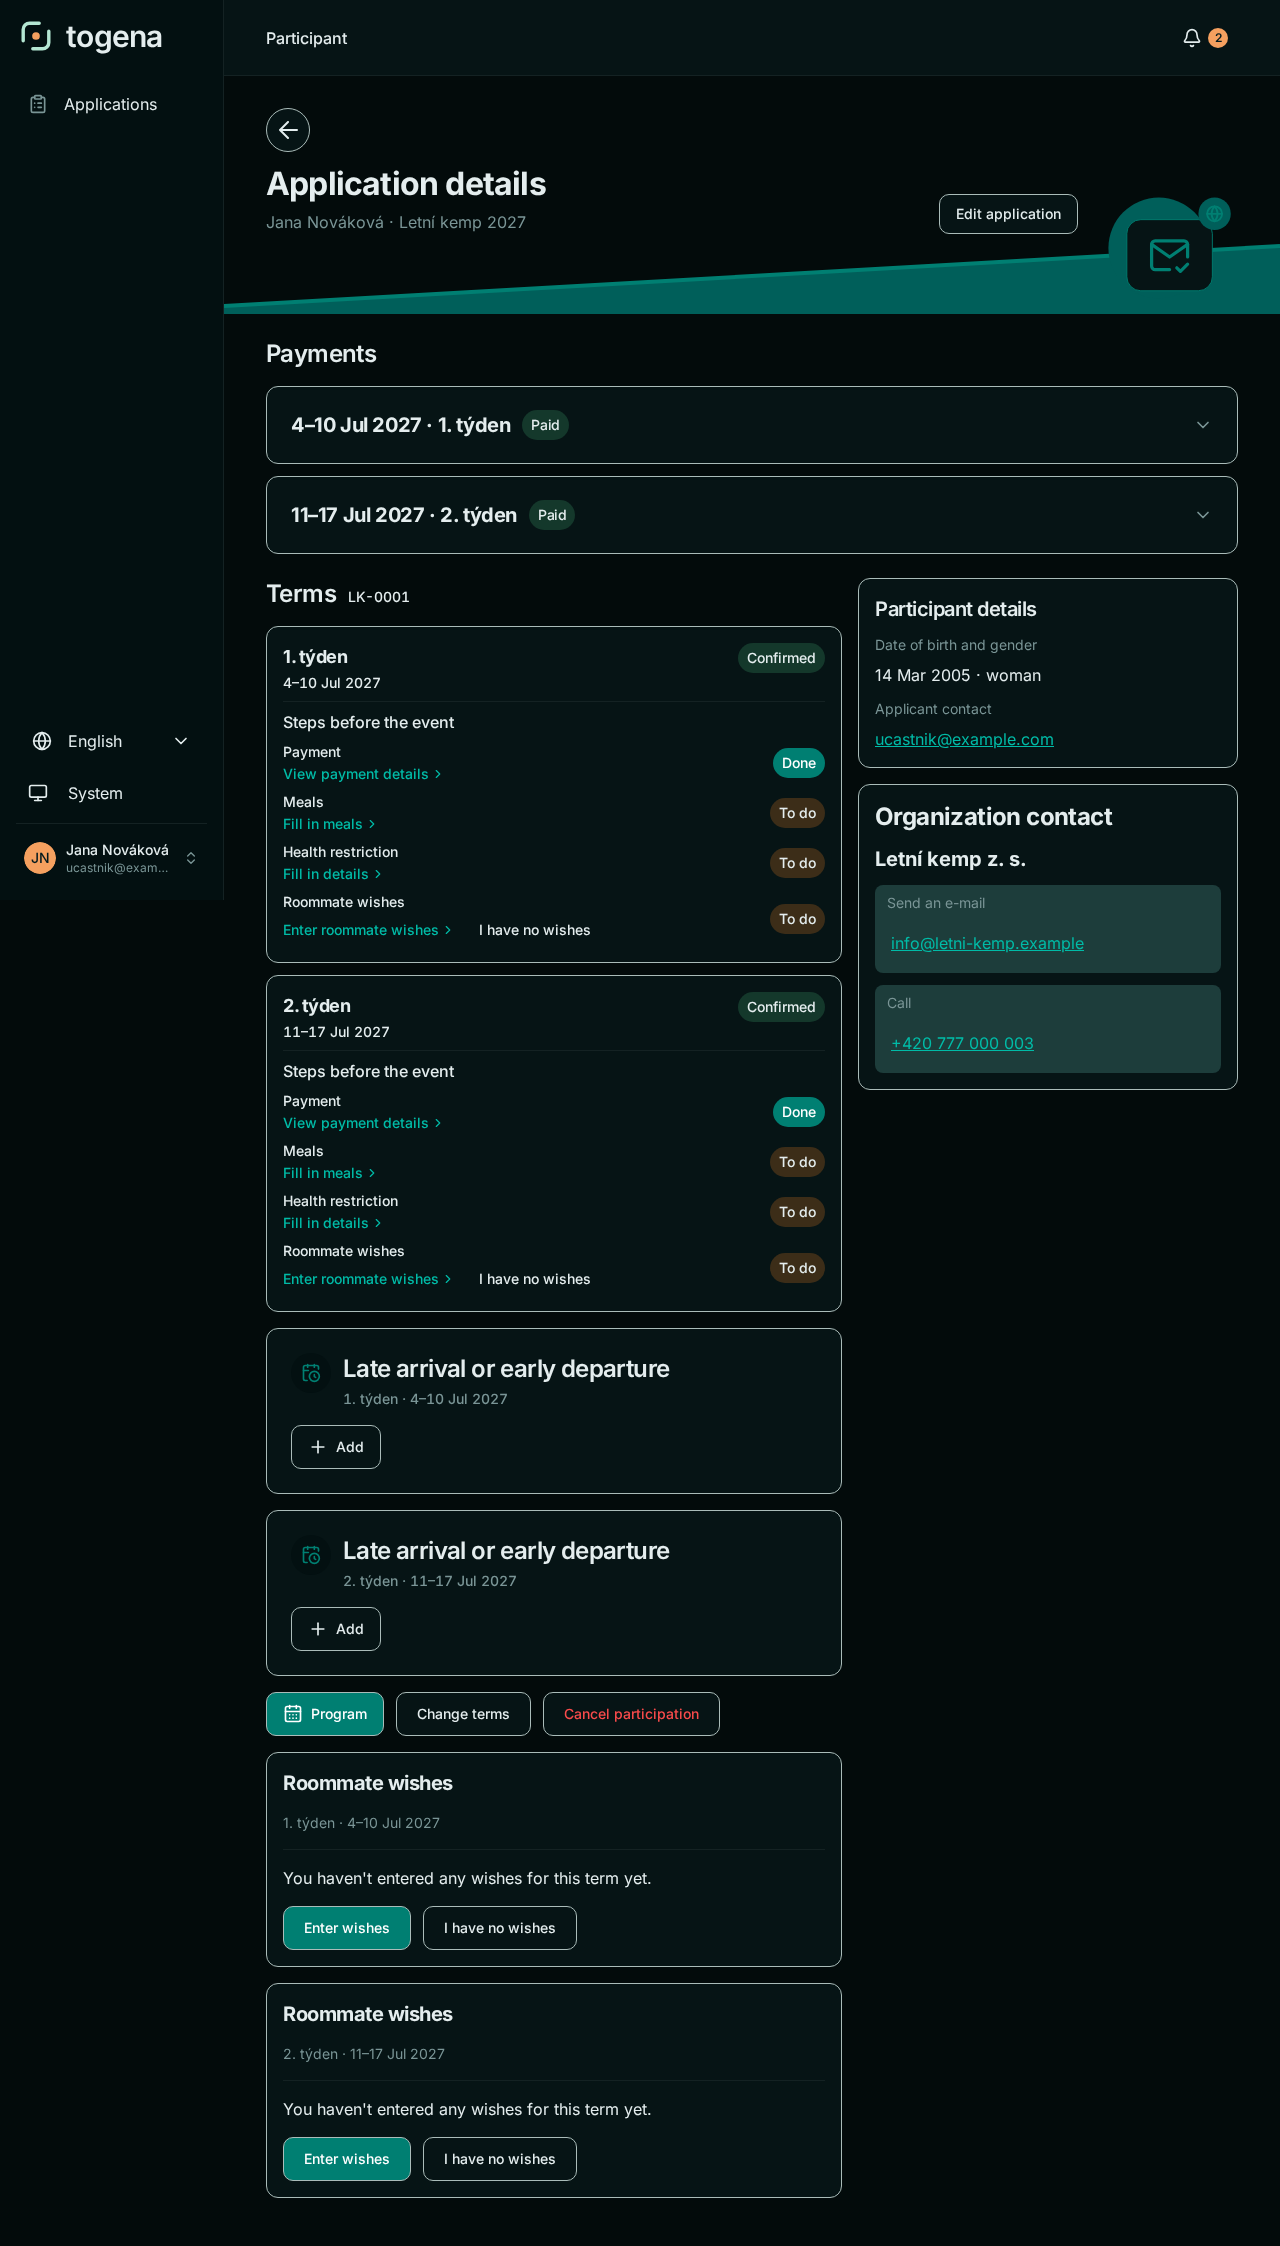 togena
Participant
2
Applications
Application details
Jana Nováková · Letní kemp 2027
Edit application
Payments
4–10 Jul 2027 · 1. týden Paid
11–17 Jul 2027 · 2. týden Paid
Terms LK-0001
1. týden Confirmed
4–10 Jul 2027
Steps before the event
Payment
View payment details
Done
Meals
Fill in meals
To do
Health restriction
Fill in details
To do
Roommate wishes
Enter roommate wishes I have no wishes
To do
2. týden Confirmed
11–17 Jul 2027
Steps before the event
Payment
View payment details
Done
Meals
Fill in meals
To do
Health restriction
Fill in details
To do
Roommate wishes
Enter roommate wishes I have no wishes
To do
Late arrival or early departure
1. týden · 4–10 Jul 2027
Add
Late arrival or early departure
2. týden · 11–17 Jul 2027
Add
Program Change terms Cancel participation
Roommate wishes
1. týden · 4–10 Jul 2027
You haven't entered any wishes for this term yet.
Enter wishes I have no wishes
Roommate wishes
2. týden · 11–17 Jul 2027
You haven't entered any wishes for this term yet.
Enter wishes I have no wishes
Participant details
Date of birth and gender
14 Mar 2005 · woman
Applicant contact
ucastnik@example.com
Organization contact
Letní kemp z. s.
Send an e-mail
info@letni-kemp.example
Call
+420 777 000 003
English
System
JN Jana Nováková
ucastnik@exam...